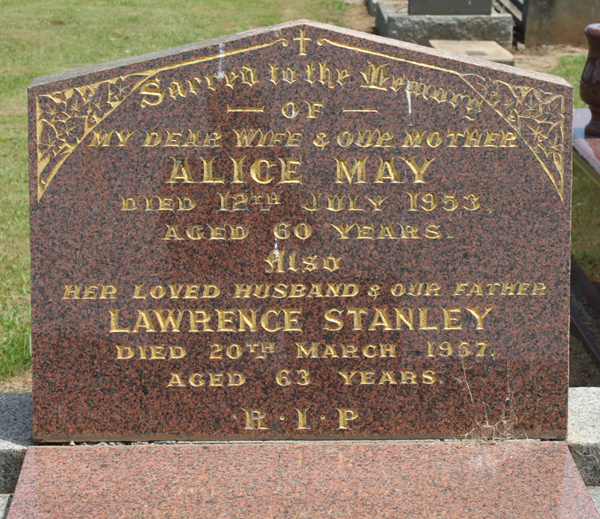 Sacred to the Memory
OF
MY DEAR WIFE & OUR MOTHER
ALICE MAY
DIED 12TH JULY 1953,
AGED 60 YEARS.
Also
HER LOVED HUSBAND & OUR FATHER
LAWRENCE STANLEY
DIED 20TH MARCH 1957,
AGED 63 YEARS.
R·I·P